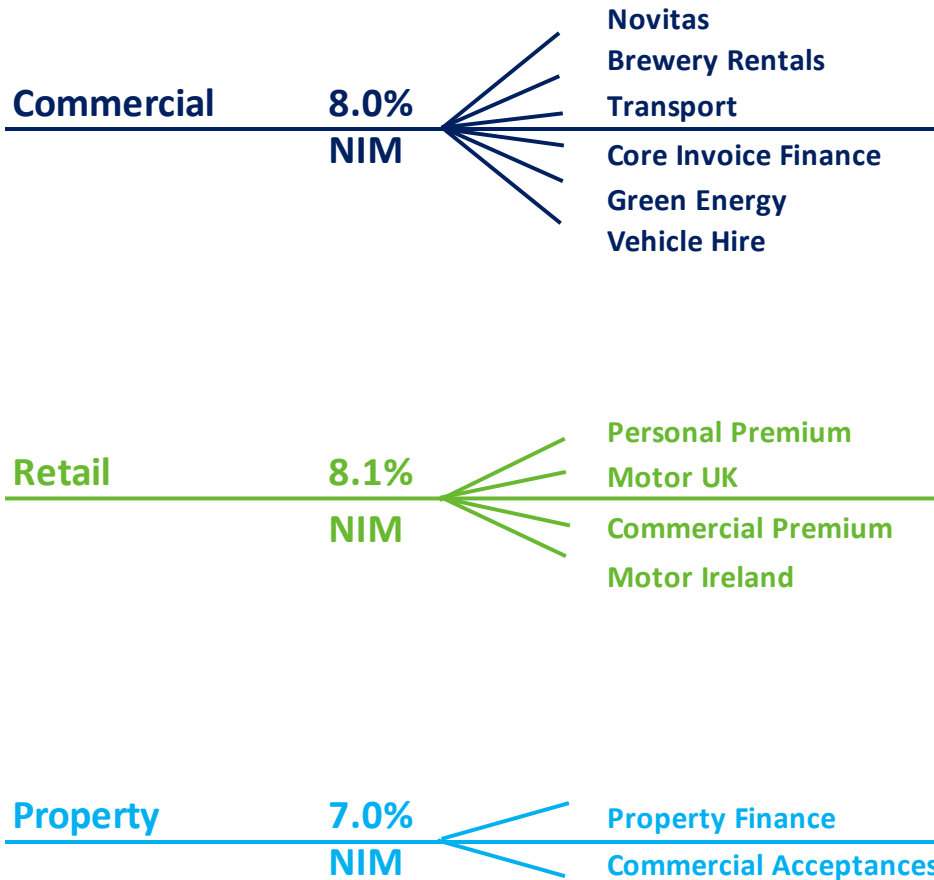 Novitas
Brewery Rentals
Commercial 8.0% Transport
NIM Core Invoice Finance
Green Energy
Vehicle Hire
Personal Premium
Retail 8.1% Motor UK
NIM Commercial Premium
Motor Ireland
Property 7.0% Property Finance
NIM Commercial Acceptances